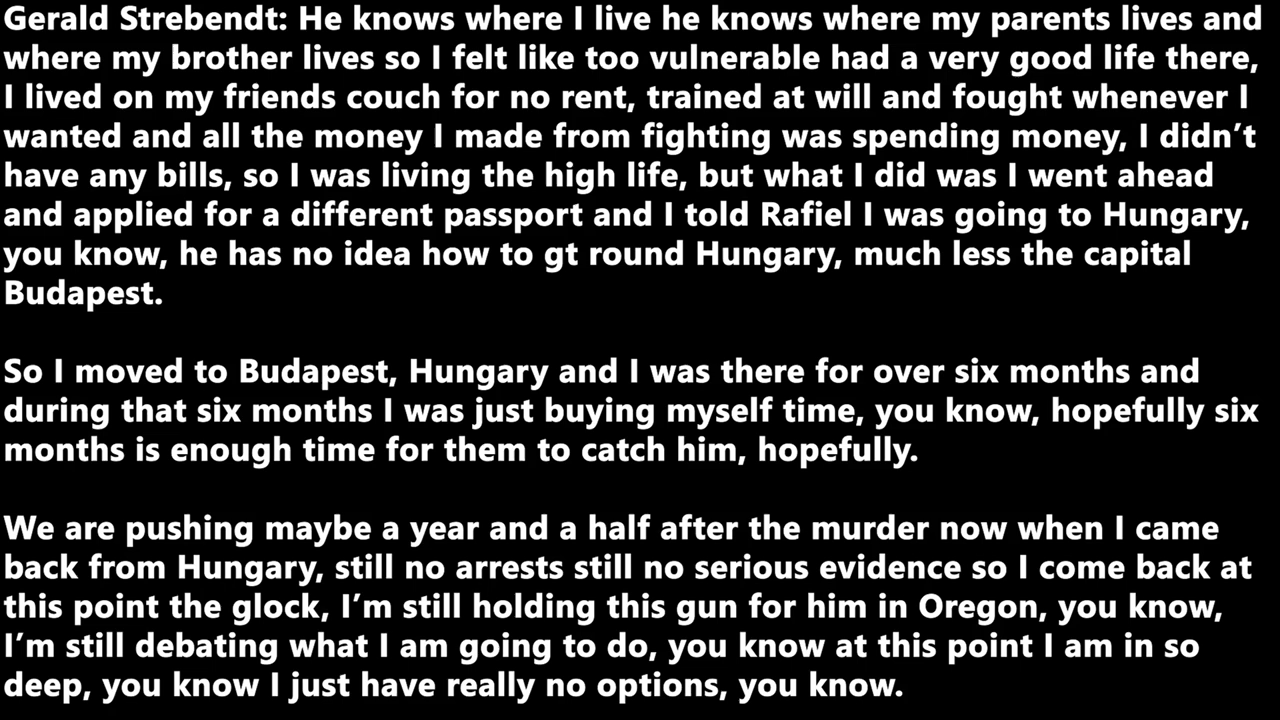 Gerald Strebendt: He knows where I live he knows where my parents lives and
where my brother lives so I felt like too vulnerable had a very good life there,
I lived on my friends couch for no rent, trained at will and fought whenever I
wanted and all the money I made from fighting was spending money, I didn’t
have any bills, so I was living the high life, but what I did was I went ahead
and applied for a different passport and I told Rafiel I was going to Hungary,
you know, he has no idea how to gt round Hungary, much less the capital
Budapest.
So I moved to Budapest, Hungary and I was there for over six months and
during that six months I was just buying myself time, you know, hopefully six
months is enough time for them to catch him, hopefully.
We are pushing maybe a year and a half after the murder now when I came
back from Hungary, still no arrests still no serious evidence so I come back at
this point the glock, I’m still holding this gun for him in Oregon, you know,
I’m still debating what I am going to do, you know at this point I am in so
deep, you know I just have really no options, you know.